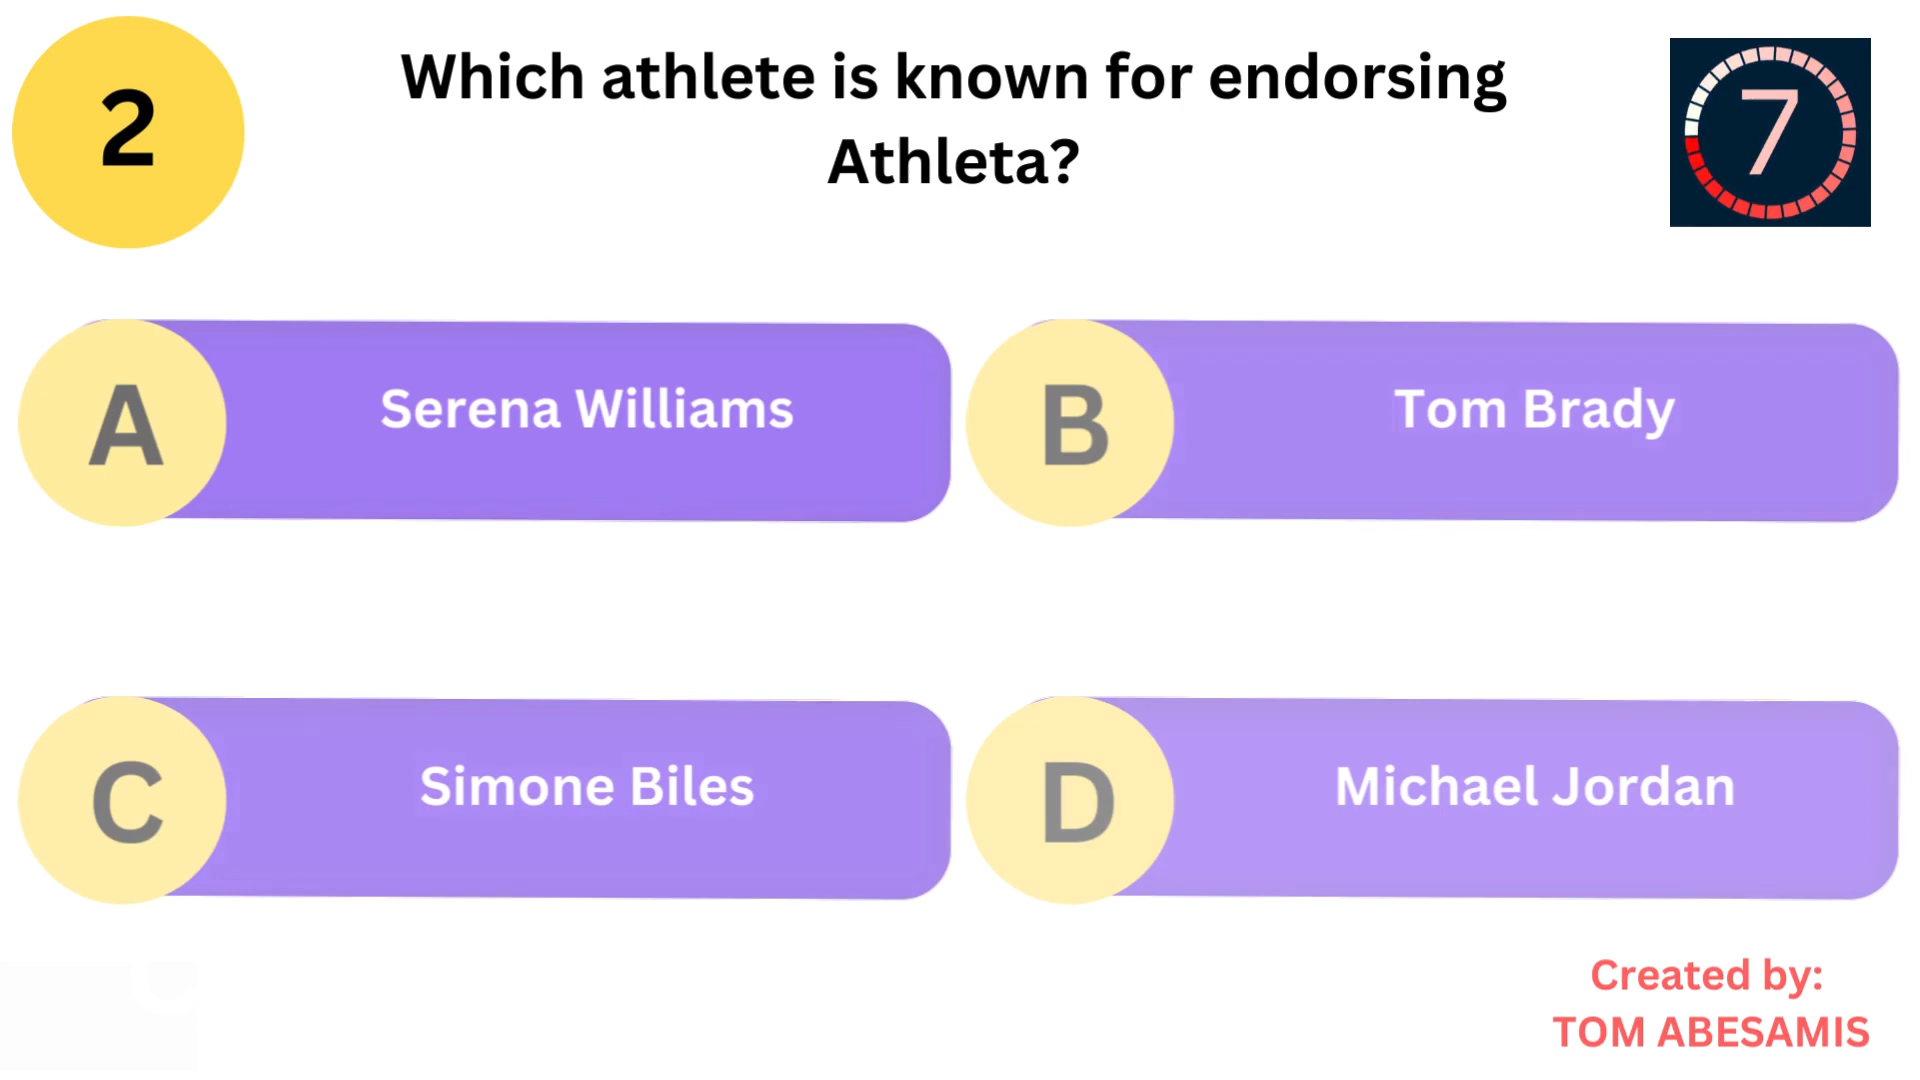 2
Which athlete is known for endorsing
Athleta?
7
A
Serena Williams
B
Tom Brady
C
Simone Biles
D
Michael Jordan
Created by:
TOM ABESAMIS